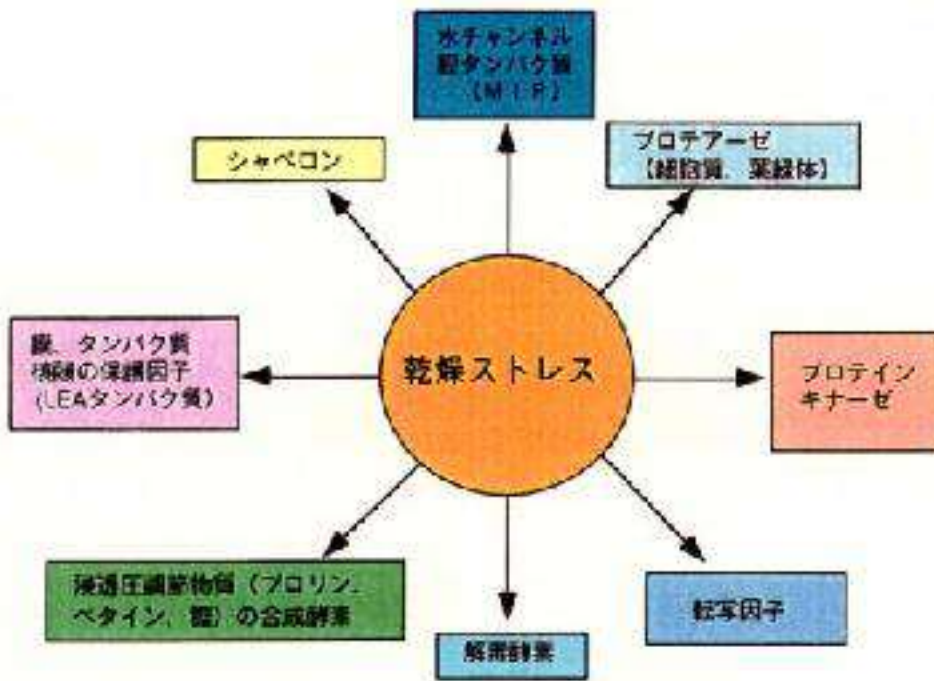 水チャンネル
型タンパク質
(MIP)
シャペロン
プロテアーゼ
(細胞質、葉緑体)
膜、タンパク質
機能の保護因子
(LEAタンパク質)
乾燥ストレス
プロテイン
キナーゼ
浸透圧調節物質 (プロリン、
ベタイン、糖) の合成酵素
解毒酵素
転写因子